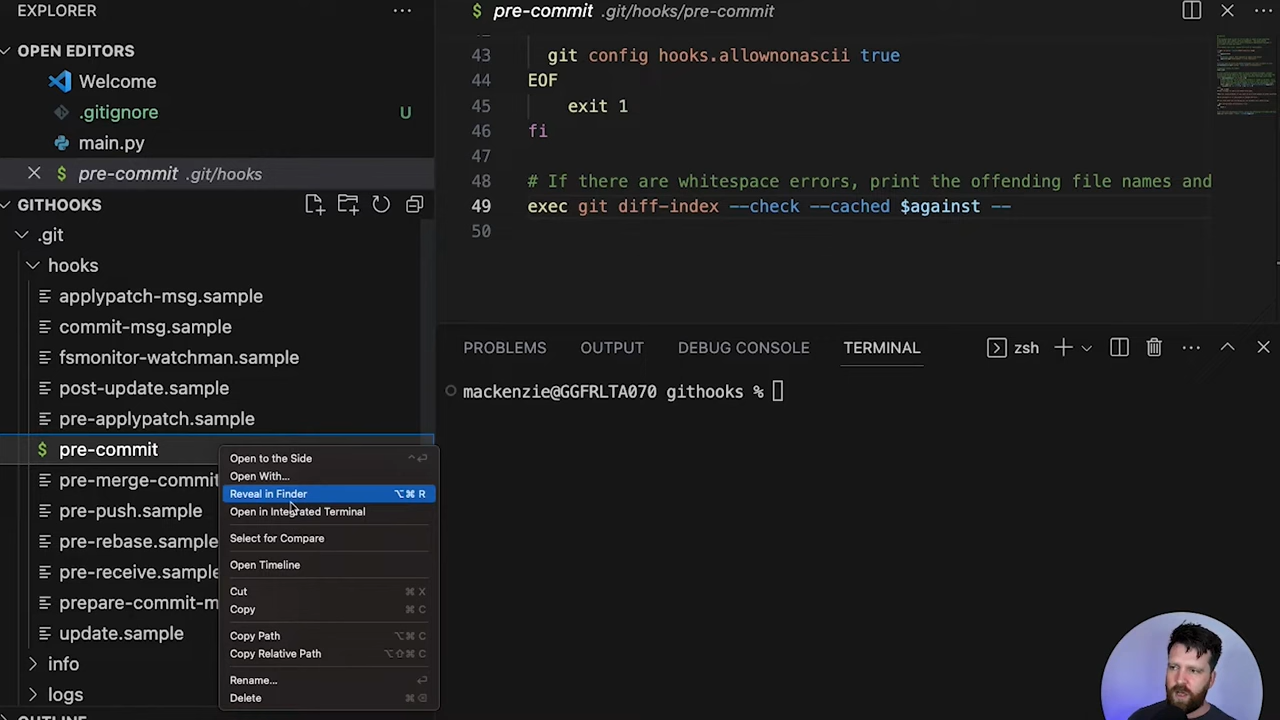 EXPLORER
OPEN EDITORS
Welcome
.gitignore U
main.py
pre-commit .git/hooks
GITHOOKS
.git
hooks
applypatch-msg.sample
commit-msg.sample
fsmonitor-watchman.sample
post-update.sample
pre-applypatch.sample
$ pre-commit
pre-merge-commit
pre-push.sample
pre-rebase.sample
pre-receive.sample
prepare-commit-m
update.sample
info
logs
Open to the Side
Open With...
Reveal in Finder ⌥⌘ R
Open in Integrated Terminal
Select for Compare
Open Timeline
Cut ⌘ X
Copy ⌘ C
Copy Path ⌥⌘ C
Copy Relative Path ⌥⇧⌘ C
Rename...
Delete
$ pre-commit .git/hooks/pre-commit
43 git config hooks.allownonascii true
44 EOF
45 exit 1
46 fi
47
48 # If there are whitespace errors, print the offending file names and
49 exec git diff-index --check --cached $against --
50
PROBLEMS OUTPUT DEBUG CONSOLE TERMINAL zsh
mackenzie@GGFRLTA070 githooks %